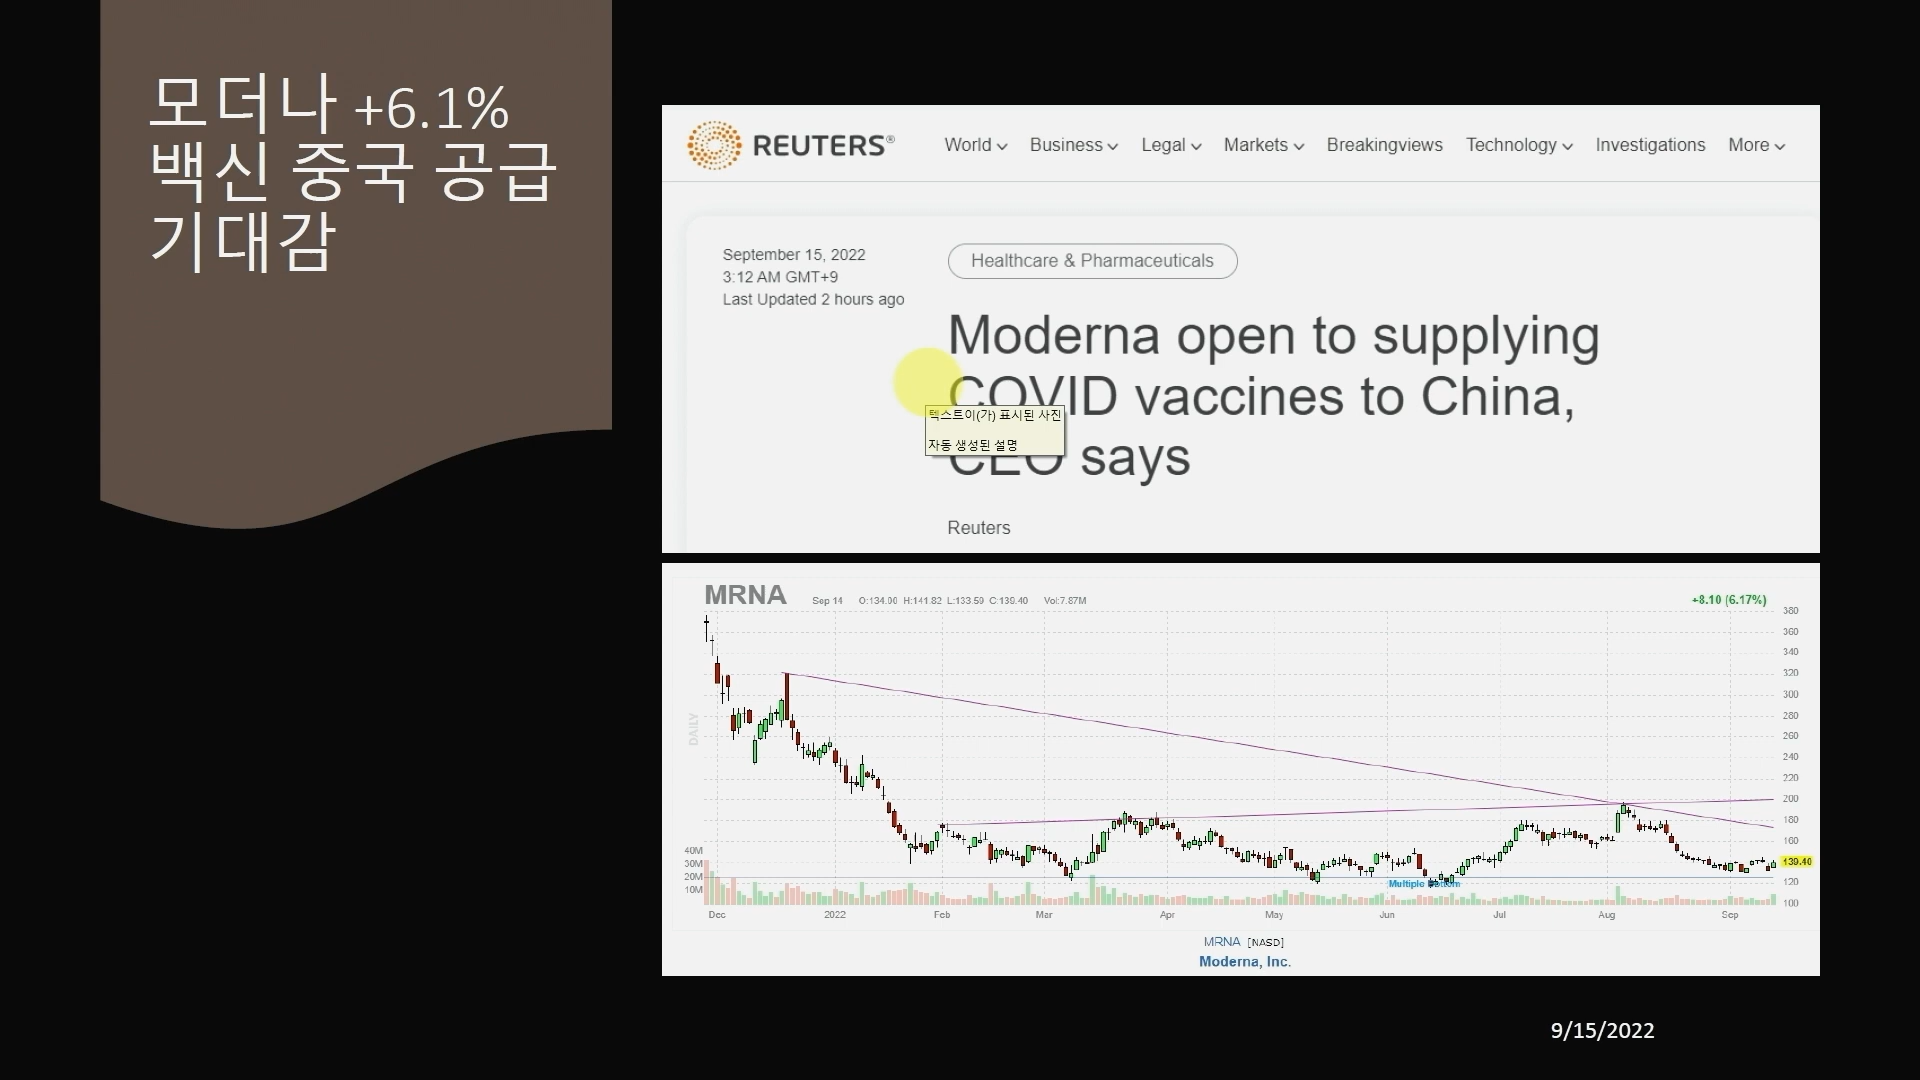 모더나 +6.1%
백신 중국 공급
기대감
REUTERS®
World Business Legal Markets Breakingviews Technology Investigations More
September 15, 2022
3:12 AM GMT+9
Last Updated 2 hours ago
Healthcare & Pharmaceuticals
Moderna open to supplying
COVID vaccines to China,
CEO says
텍스트이(가) 표시된 사진
자동 생성된 설명
Reuters
MRNA Sep 14 O:134.00 H:141.82 L:133.59 C:139.40 Vol:7.87M +8.10 (6.17%)
380
360
340
320
300
280
260
240
220
200
180
160
139.40
120
100
DAILY
40M
30M
20M
10M
Multiple Bottom
Dec 2022 Feb Mar Apr May Jun Jul Aug Sep
MRNA [NASD]
Moderna, Inc.
9/15/2022